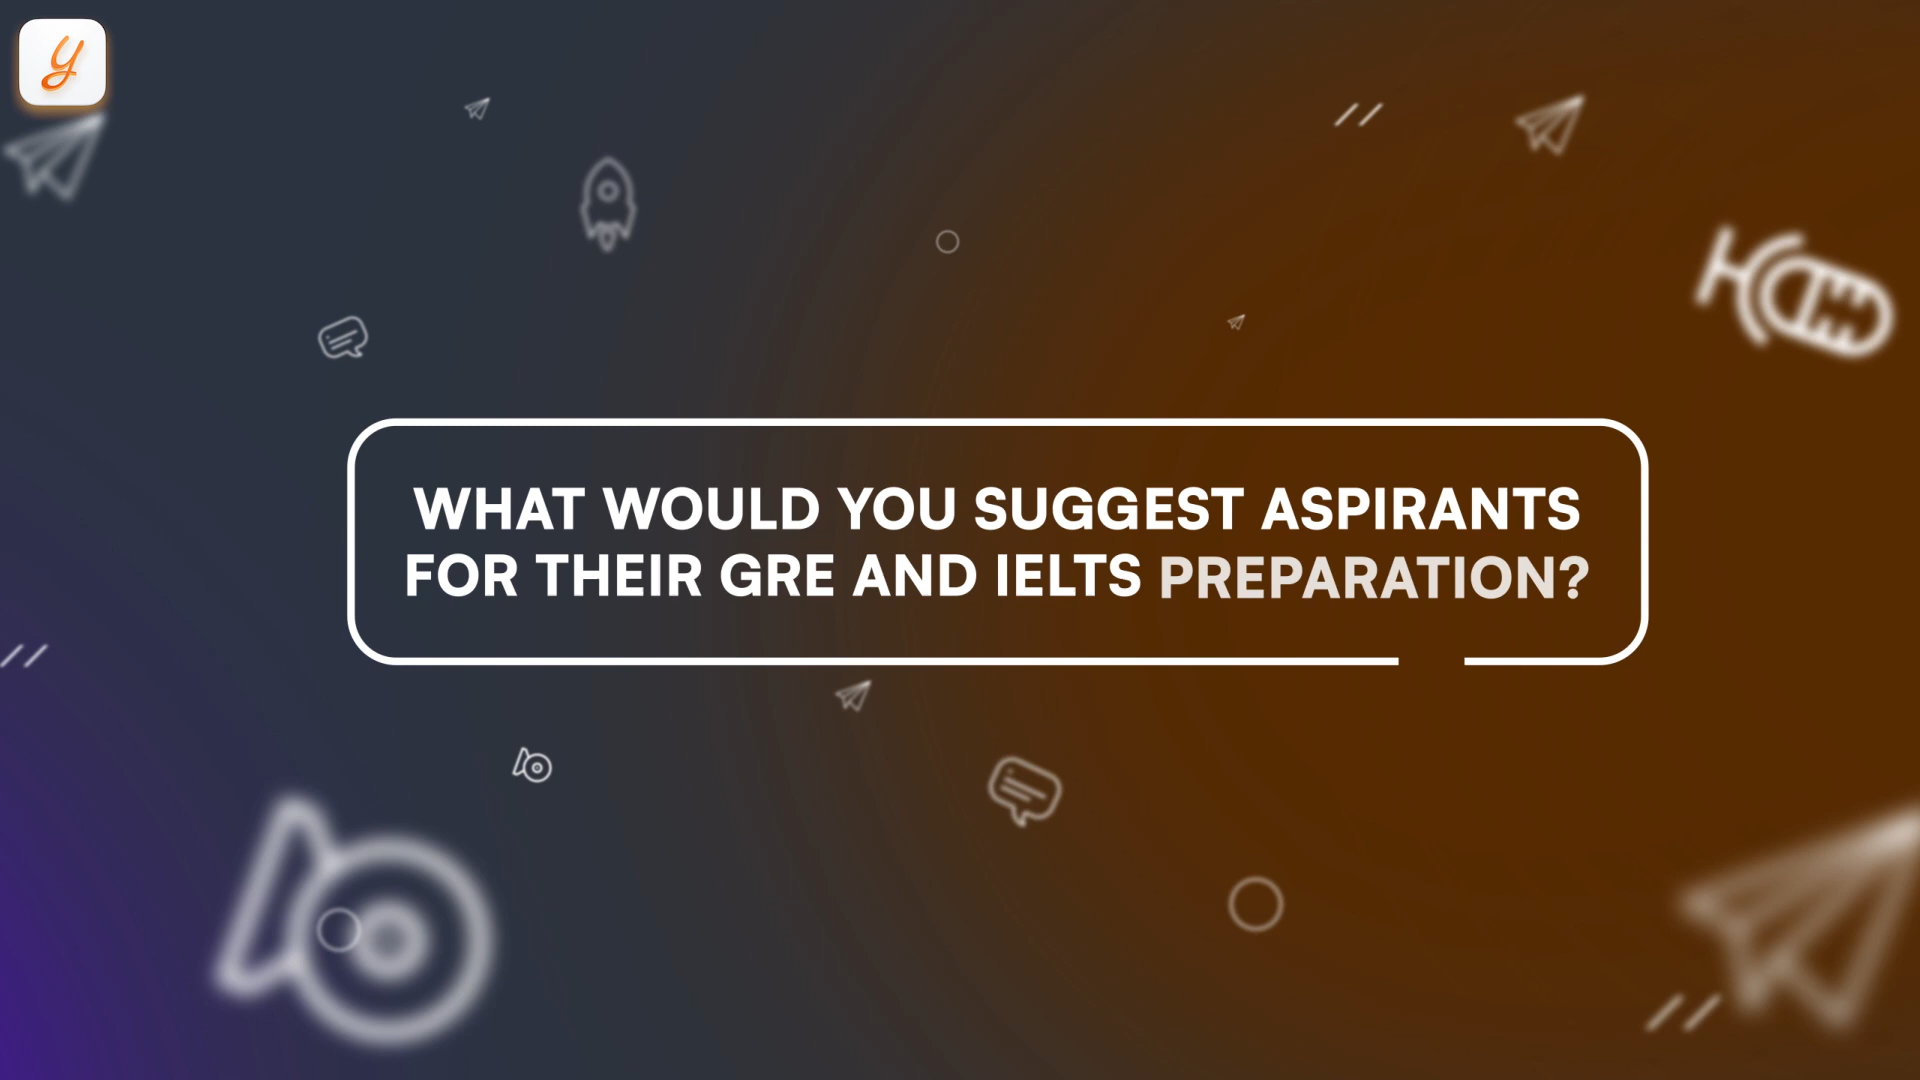 y
WHAT WOULD YOU SUGGEST ASPIRANTS
FOR THEIR GRE AND IELTS PREPARATION?